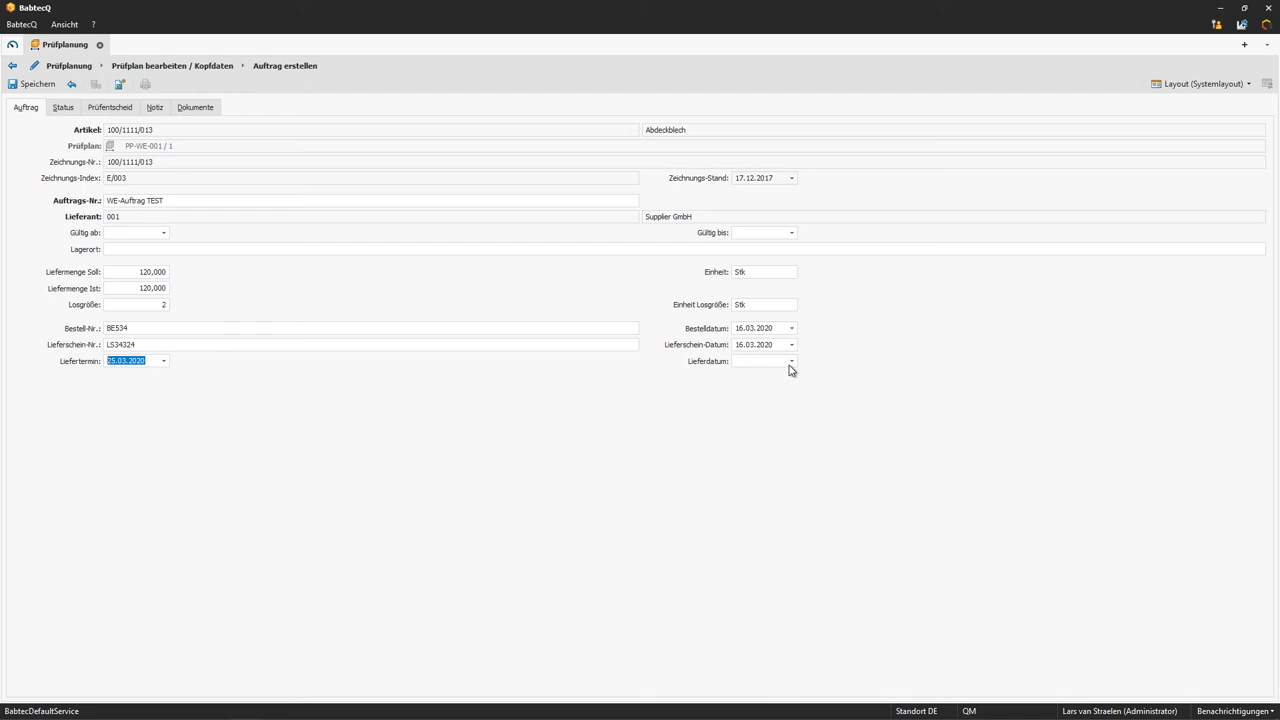 BabtecQ
BabtecQ Ansicht ?
Prüfplanung
Prüfplanung Prüfplan bearbeiten / Kopfdaten Auftrag erstellen
Speichern Layout (Systemlayout)
Auftrag Status Prüfentscheid Notiz Dokumente
Artikel: 100/1111/013 Abdeckblech
Prüfplan: PP-WE-001 / 1
Zeichnungs-Nr.: 100/1111/013
Zeichnungs-Index: E/003 Zeichnungs-Stand: 17.12.2017
Auftrags-Nr.: WE-Auftrag TEST
Lieferant: 001 Supplier GmbH
Gültig ab: Gültig bis:
Lagerort:
Liefermenge Soll: 120,000 Einheit: Stk
Liefermenge Ist: 120,000
Losgröße: 2 Einheit Losgröße: Stk
Bestell-Nr.: BE534 Bestelldatum: 16.03.2020
Lieferschein-Nr.: LS34324 Lieferschein-Datum: 16.03.2020
Liefertermin: 25.03.2020 Lieferdatum:
BabtecDefaultService Standort DE QM Lars van Straelen (Administrator) Benachrichtigungen